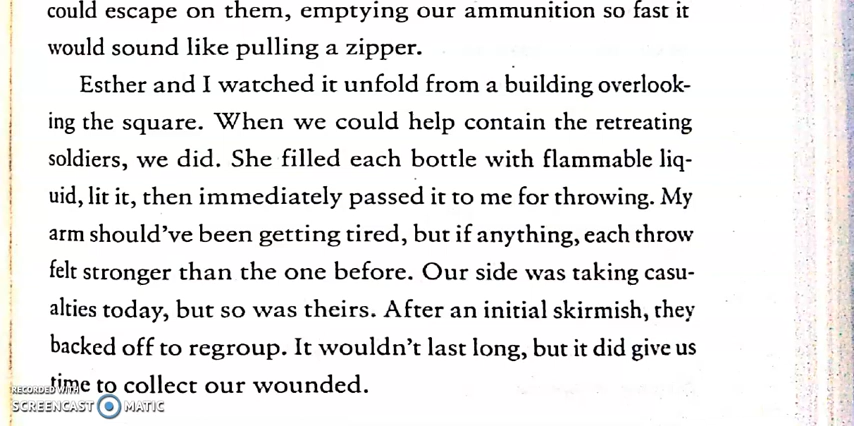 could escape on them, emptying our ammunition so fast it
would sound like pulling a zipper.
Esther and I watched it unfold from a building overlook-
ing the square. When we could help contain the retreating
soldiers, we did. She filled each bottle with flammable liq-
uid, lit it, then immediately passed it to me for throwing. My
arm should've been getting tired, but if anything, each throw
felt stronger than the one before. Our side was taking casu-
alties today, but so was theirs. After an initial skirmish, they
backed off to regroup. It wouldn't last long, but it did give us
time to collect our wounded.
RECORDED WITH
SCREENCAST MATIC